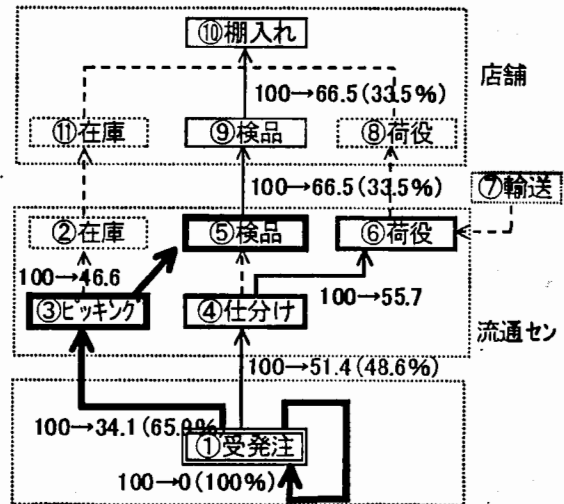 ⑩棚入れ
店舗
100→66.5(33.5%)
⑪在庫
⑨検品
⑧荷役
100→66.5(33.5%)
⑦輸送
②在庫
⑤検品
⑥荷役
100→46.6
③ピッキング
④仕分け
100→55.7
流通セン
100→51.4(48.6%)
100→34.1(65.9%)
①受発注
100→0(100%)